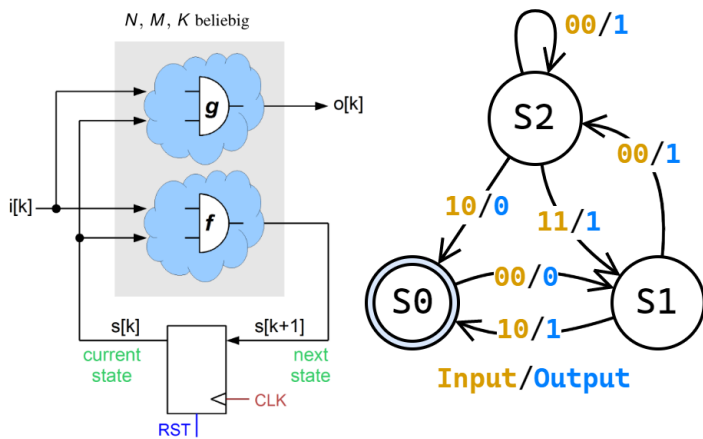 N, M, K beliebig
g
o[k]
i[k]
f
s[k]
s[k+1]
current
state
next
state
CLK
RST
00/1
S2
00/1
10/0
11/1
S0
00/0
S1
10/1
Input/Output